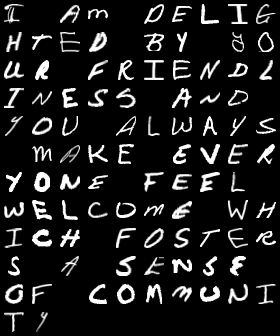 I AM DELIG
HTED BY YO
UR FRIENDL
INESS AND
YOU ALWAYS
MAKE EVER
YONE FEEL
WELCOME WH
ICH FOSTER
S A SENSE
OF COMMUNI
TY